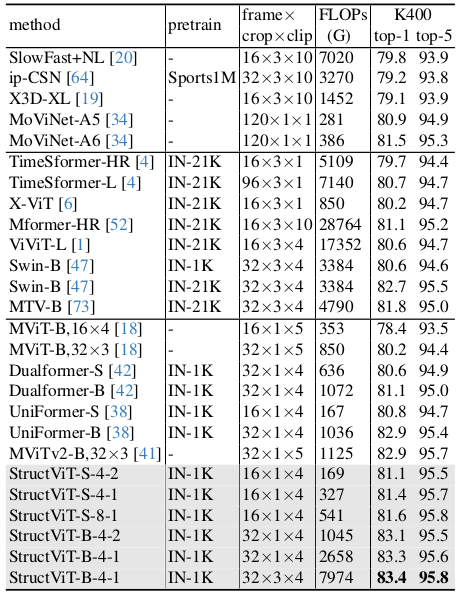 method pretrain frame× FLOPs K400
crop×clip (G) top-1 top-5
SlowFast+NL [20] - 16×3×10 7020 79.8 93.9
ip-CSN [64] Sports1M 32×3×10 3270 79.2 93.8
X3D-XL [19] - 16×3×10 1452 79.1 93.9
MoViNet-A5 [34] - 120×1×1 281 80.9 94.9
MoViNet-A6 [34] - 120×1×1 386 81.5 95.3
TimeSformer-HR [4] IN-21K 16×3×1 5109 79.7 94.4
TimeSformer-L [4] IN-21K 96×3×1 7140 80.7 94.7
X-ViT [6] IN-21K 16×3×1 850 80.2 94.7
Mformer-HR [52] IN-21K 16×3×10 28764 81.1 95.2
ViViT-L [1] IN-21K 16×3×4 17352 80.6 94.7
Swin-B [47] IN-1K 32×3×4 3384 80.6 94.6
Swin-B [47] IN-21K 32×3×4 3384 82.7 95.5
MTV-B [73] IN-21K 32×3×4 4790 81.8 95.0
MViT-B,16×4 [18] - 16×1×5 353 78.4 93.5
MViT-B,32×3 [18] - 32×1×5 850 80.2 94.4
Dualformer-S [42] IN-1K 32×1×4 636 80.6 94.9
Dualformer-B [42] IN-1K 32×1×4 1072 81.1 95.0
UniFormer-S [38] IN-1K 16×1×4 167 80.8 94.7
UniFormer-B [38] IN-1K 32×1×4 1036 82.9 95.4
MViTv2-B,32×3 [41] - 32×1×5 1125 82.9 95.7
StructViT-S-4-2 IN-1K 16×1×4 169 81.1 95.5
StructViT-S-4-1 IN-1K 16×1×4 327 81.4 95.7
StructViT-S-8-1 IN-1K 16×1×4 541 81.6 95.8
StructViT-B-4-2 IN-1K 32×1×4 1045 83.1 95.5
StructViT-B-4-1 IN-1K 32×1×4 2658 83.3 95.6
StructViT-B-4-1 IN-1K 32×3×4 7974 83.4 95.8